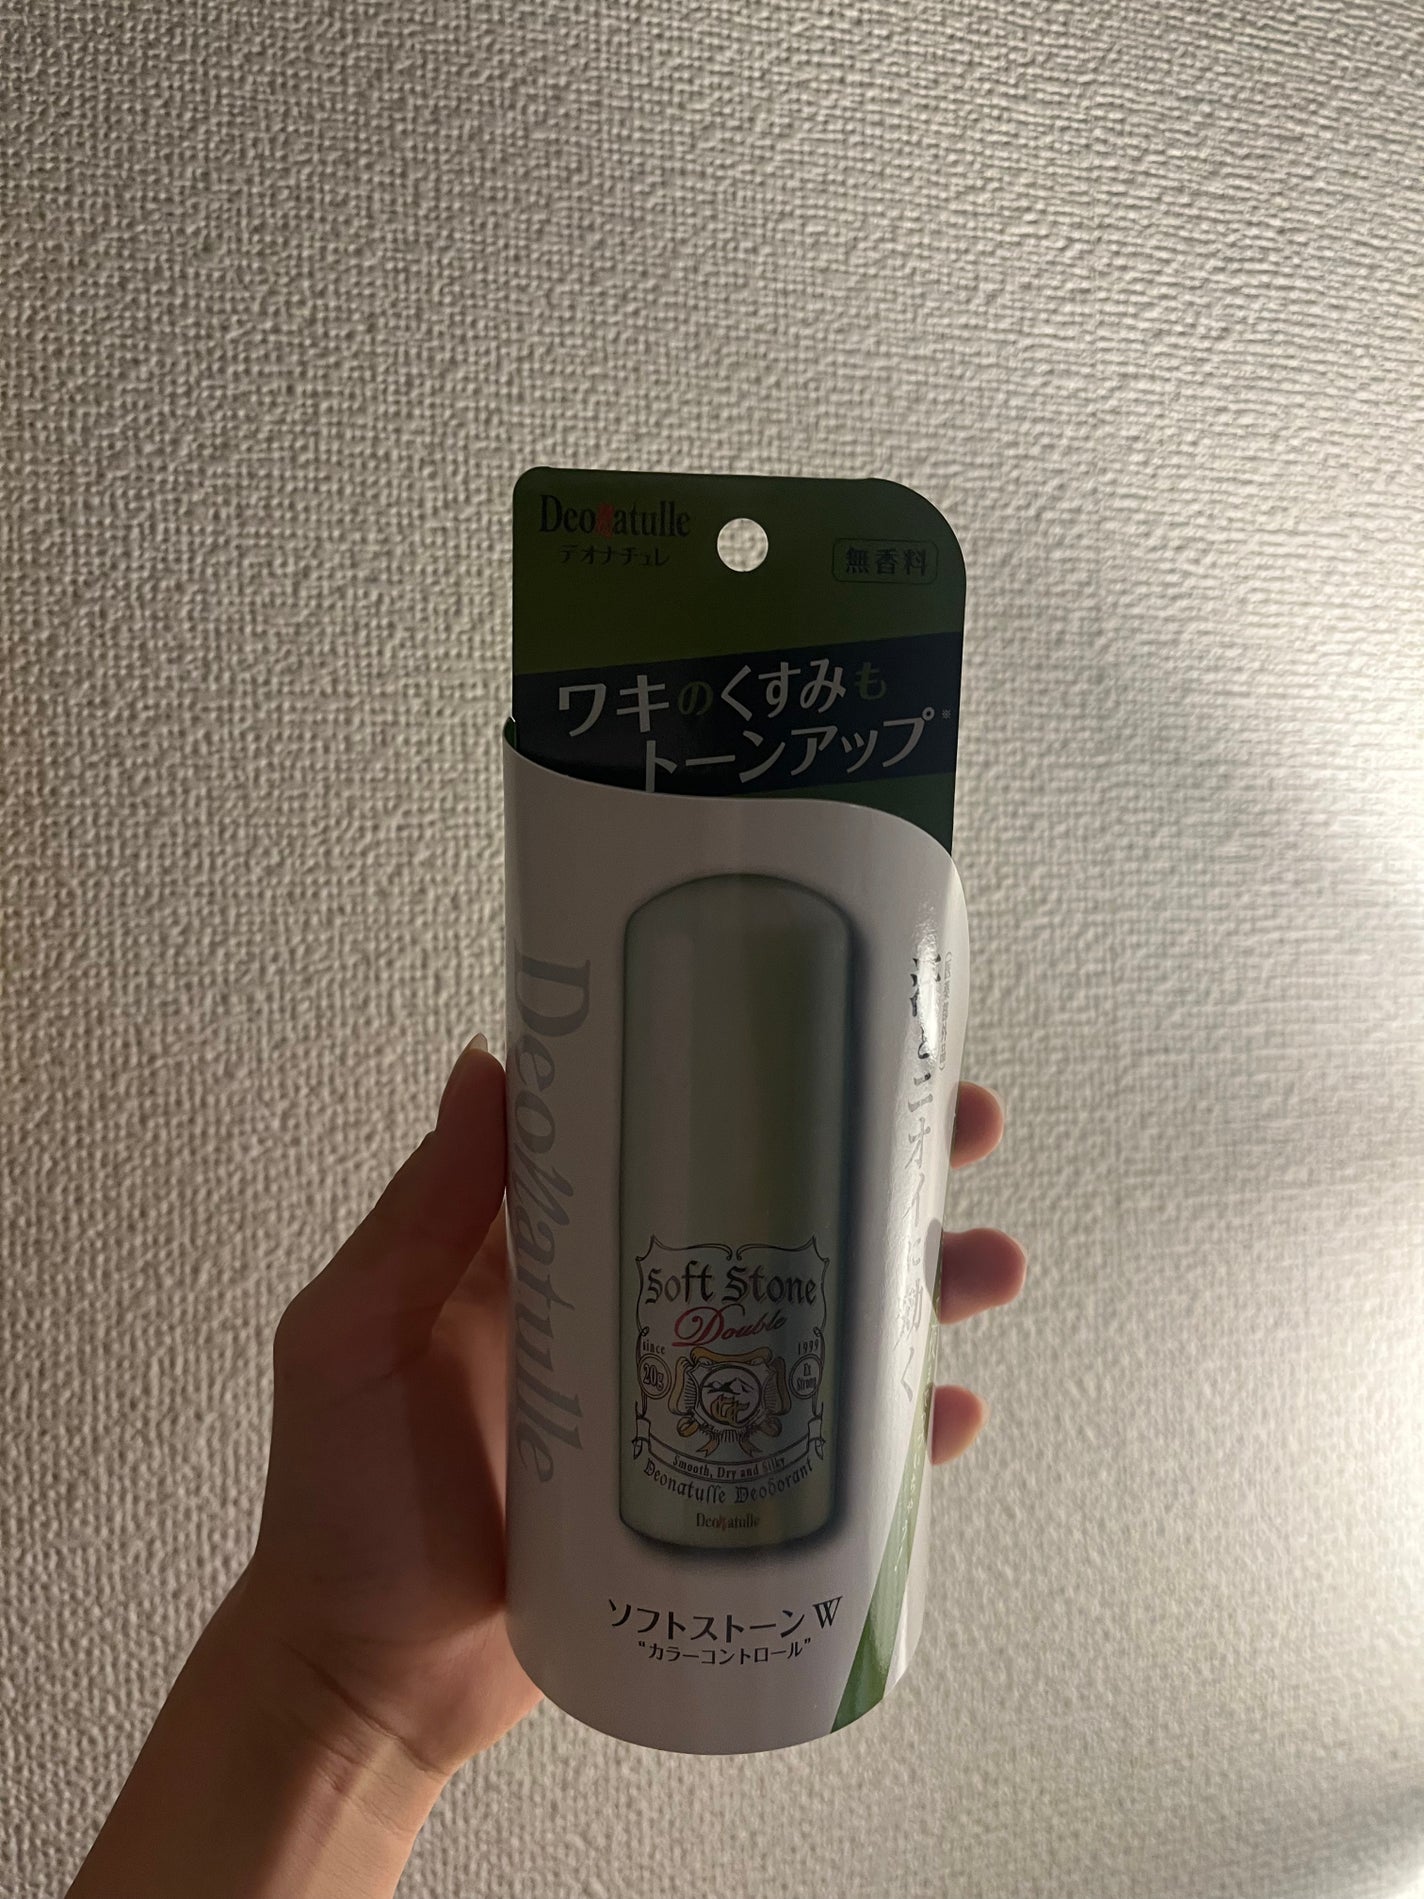 Deonatulle
デオナチュレ
無香料
ワキのくすみも
トーンアップ※
Deonatulle
ニオイに効く
Soft Stone
Double
since 1999
20g
Ex Strong
Smooth, Dry and Silky
Deonatulle Deodorant
Deonatulle
ソフトストーンW
“カラーコントロール”